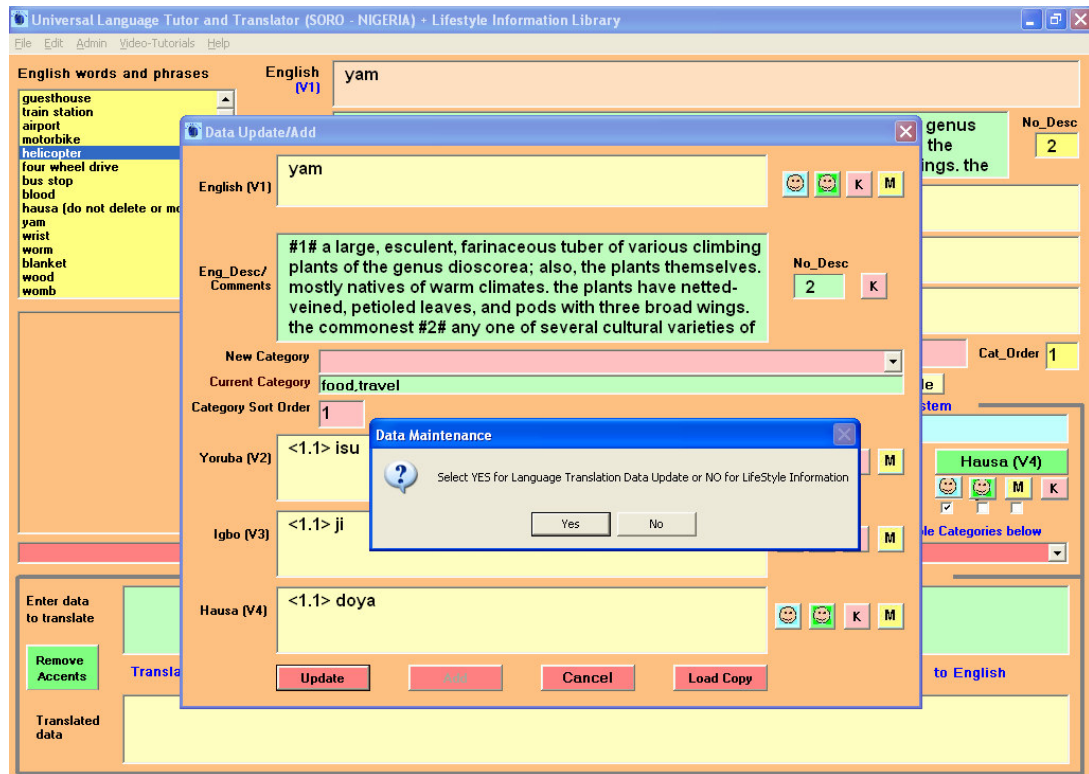 Universal Language Tutor and Translator (SORO - NIGERIA) + Lifestyle Information Library
File Edit Admin Video-Tutorials Help
English words and phrases
guesthouse
train station
airport
motorbike
helicopter
four wheel drive
bus stop
blood
hausa (do not delete or mo
yam
wrist
worm
blanket
wood
womb
English
(V1)
yam
genus
the
ings. the
No_Desc
2
Data Update/Add
English (V1)
yam
K M
Eng_Desc/
Comments
#1# a large, esculent, farinaceous tuber of various climbing
plants of the genus dioscorea; also, the plants themselves.
mostly natives of warm climates. the plants have netted-
veined, petioled leaves, and pods with three broad wings.
the commonest #2# any one of several cultural varieties of
No_Desc
2 K
New Category
Current Category food,travel
Category Sort Order 1
Yoruba (V2) <1.1> isu
M
Igbo (V3) <1.1> ji
M
Hausa (V4) <1.1> doya
K M
Update Add Cancel Load Copy
Data Maintenance
Select YES for Language Translation Data Update or NO for LifeStyle Information
Yes No
Cat_Order 1
le
stem
Hausa (V4)
M K
le Categories below
Enter data
to translate
Remove
Accents
Transla
to English
Translated
data